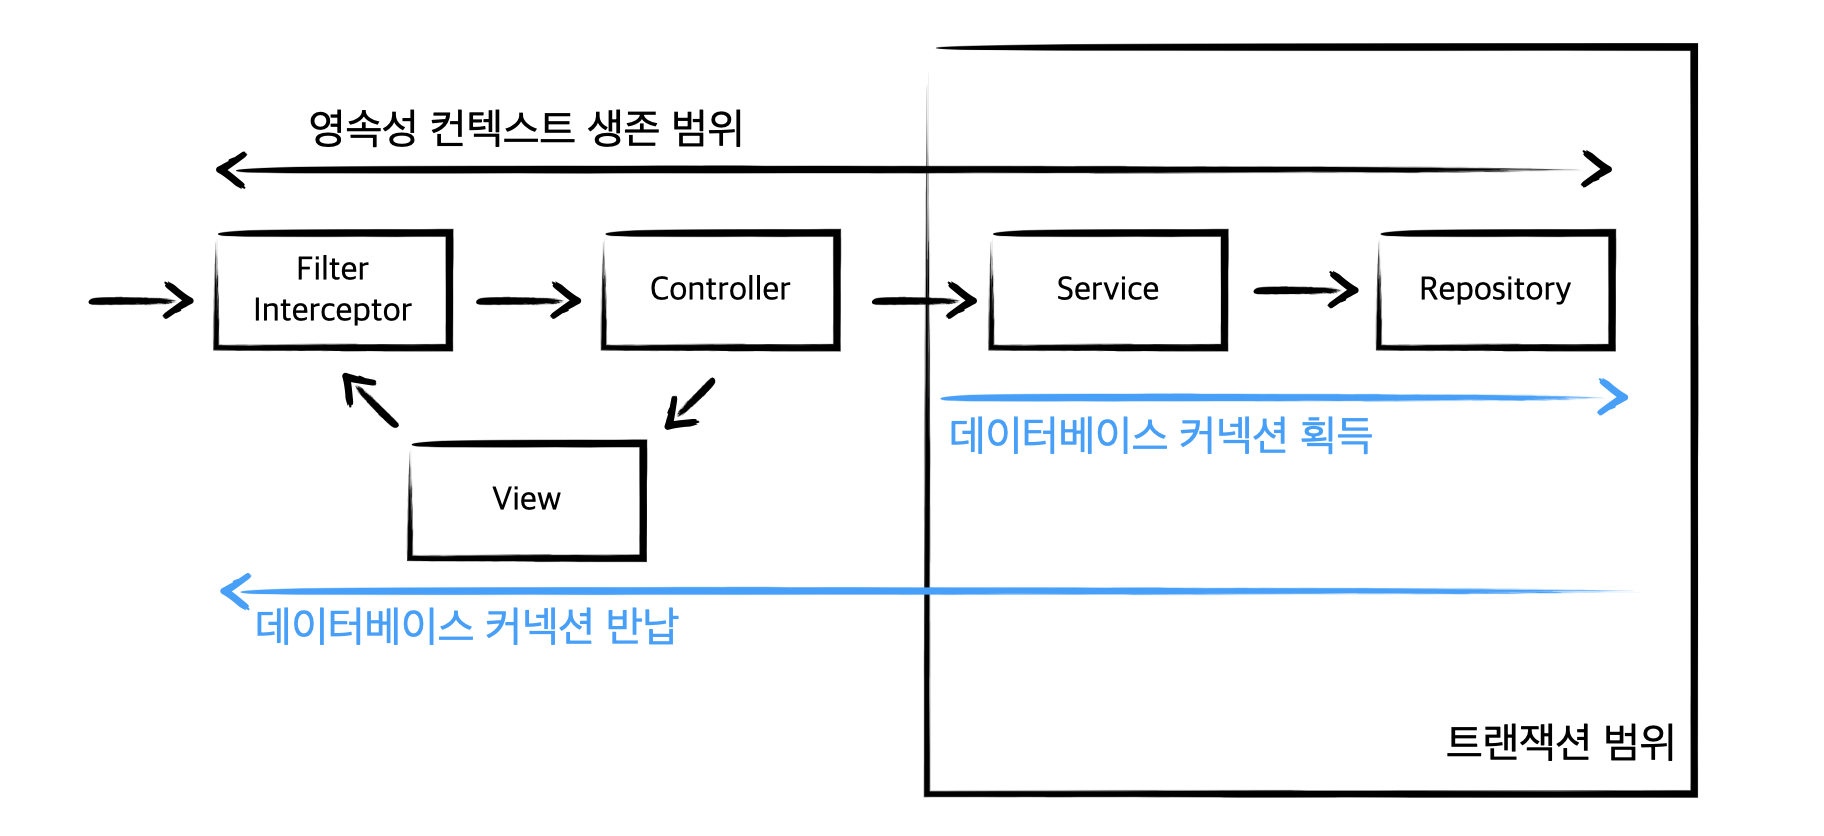 영속성 컨텍스트 생존 범위
Filter
Interceptor
Controller
Service
Repository
데이터베이스 커넥션 획득
View
데이터베이스 커넥션 반납
트랜잭션 범위